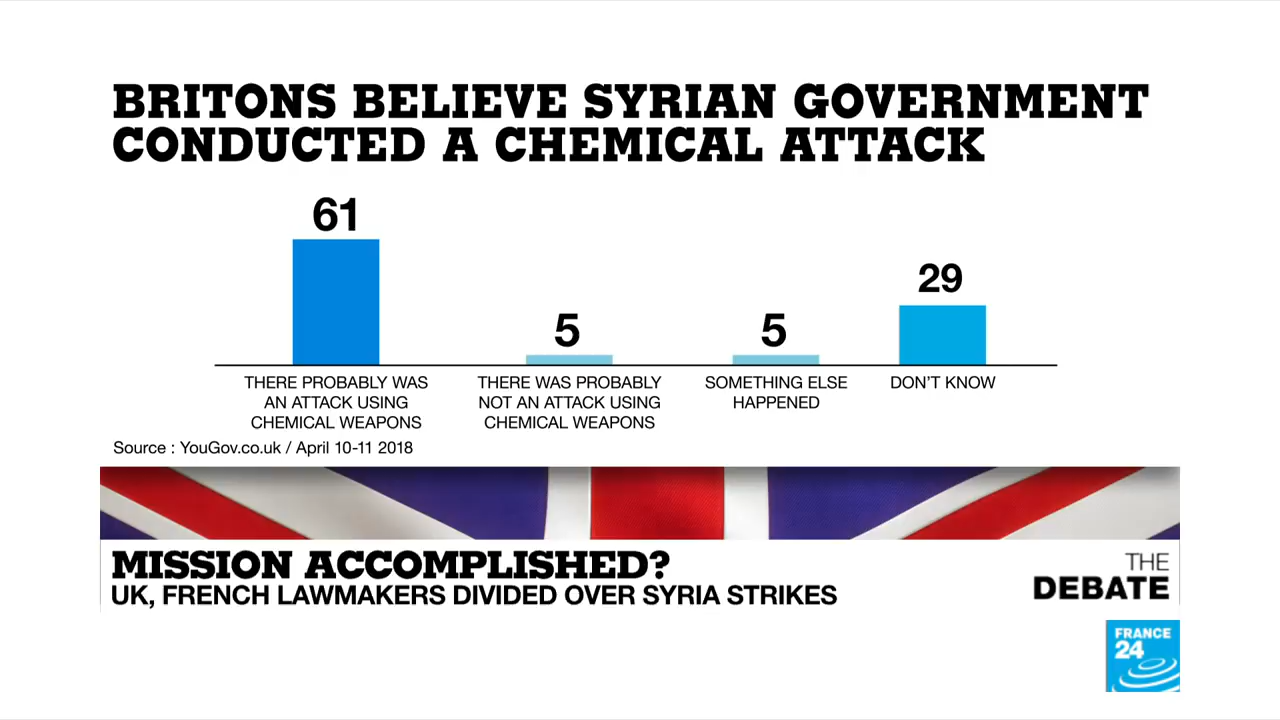 BRITONS BELIEVE SYRIAN GOVERNMENT
CONDUCTED A CHEMICAL ATTACK
61
5
5
29
THERE PROBABLY WAS
AN ATTACK USING
CHEMICAL WEAPONS
THERE WAS PROBABLY
NOT AN ATTACK USING
CHEMICAL WEAPONS
SOMETHING ELSE
HAPPENED
DON'T KNOW
Source : YouGov.co.uk / April 10-11 2018
MISSION ACCOMPLISHED?
UK, FRENCH LAWMAKERS DIVIDED OVER SYRIA STRIKES
THE
DEBATE
FRANCE
24